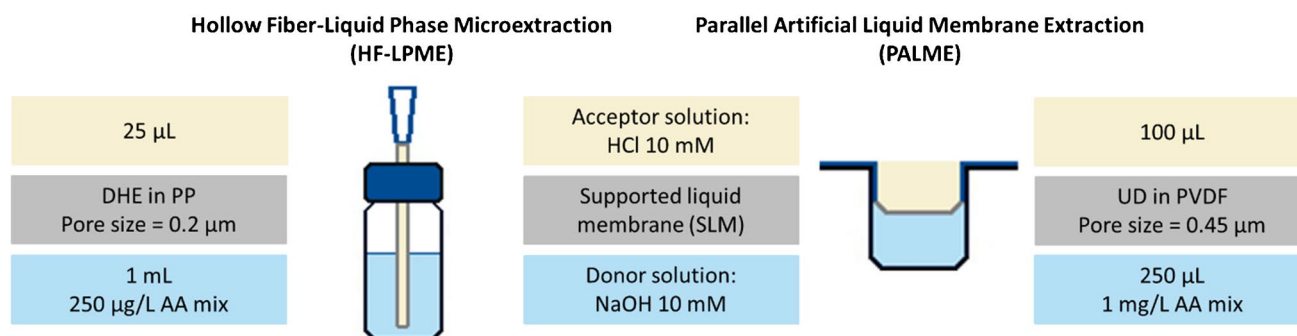 Hollow Fiber-Liquid Phase Microextraction
(HF-LPME)
Parallel Artificial Liquid Membrane Extraction
(PALME)
25 µL
Acceptor solution:
HCl 10 mM
100 µL
DHE in PP
Pore size = 0.2 µm
Supported liquid
membrane (SLM)
UD in PVDF
Pore size = 0.45 µm
1 mL
250 µg/L AA mix
Donor solution:
NaOH 10 mM
250 µL
1 mg/L AA mix